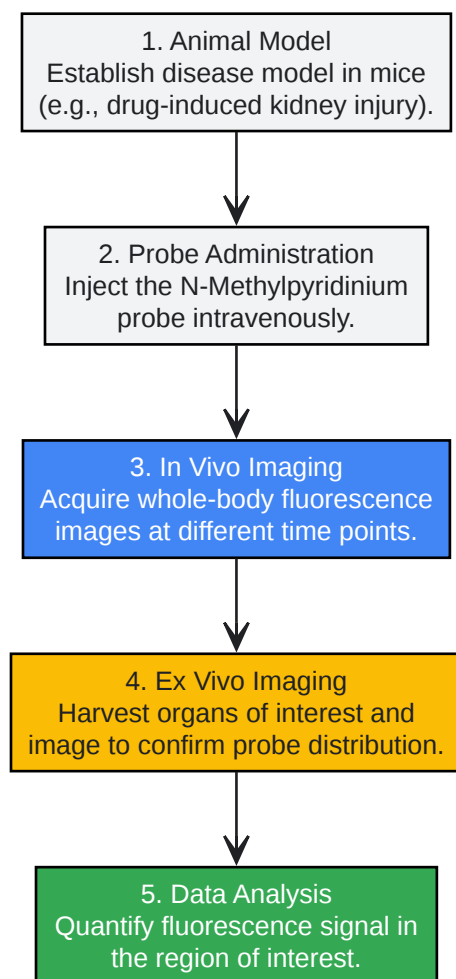 1. Animal Model
Establish disease model in mice
(e.g., drug-induced kidney injury).
2. Probe Administration
Inject the N-Methylpyridinium
probe intravenously.
3. In Vivo Imaging
Acquire whole-body fluorescence
images at different time points.
4. Ex Vivo Imaging
Harvest organs of interest and
image to confirm probe distribution.
5. Data Analysis
Quantify fluorescence signal in
the region of interest.